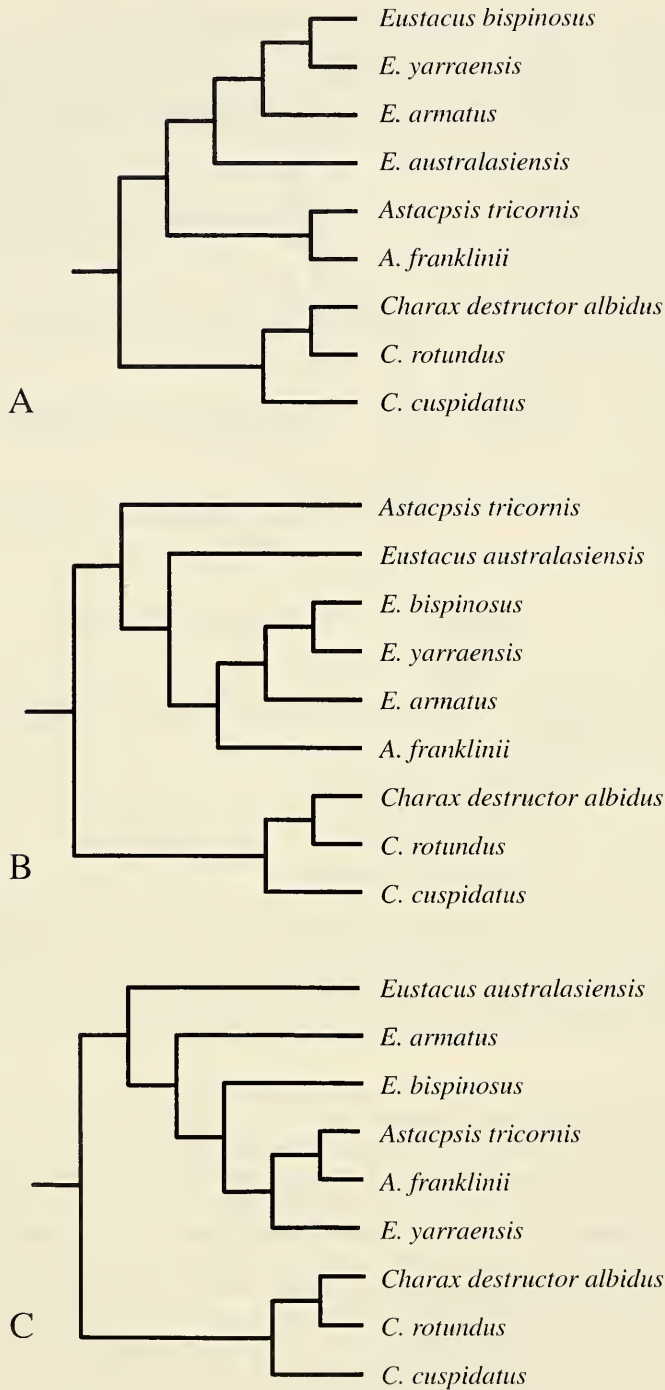 Eustacus bispinosus
E. yarraensis
E. armatus
E. australasiensis
Astacpsis tricornis
A. franklinii
Charax destructor albidus
C. rotundus
C. cuspidatus
A
Astacpsis tricornis
Eustacus australasiensis
E. bispinosus
E. yarraensis
E. armatus
A. franklinii
Charax destructor albidus
C. rotundus
C. cuspidatus
B
Eustacus australasiensis
E. armatus
E. bispinosus
Astacpsis tricornis
A. franklinii
E. yarraensis
Charax destructor albidus
C. rotundus
C. cuspidatus
C